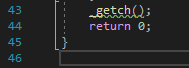 43 _getch();
44 return 0;
45 }
46